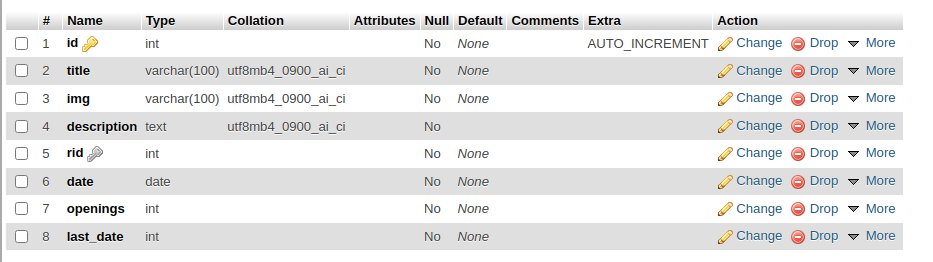 # Name Type Collation Attributes Null Default Comments Extra Action
1 id int No None AUTO_INCREMENT Change Drop More
2 title varchar(100) utf8mb4_0900_ai_ci No None Change Drop More
3 img varchar(100) utf8mb4_0900_ai_ci No None Change Drop More
4 description text utf8mb4_0900_ai_ci No Change Drop More
5 rid int No None Change Drop More
6 date date No None Change Drop More
7 openings int No None Change Drop More
8 last_date int No None Change Drop More